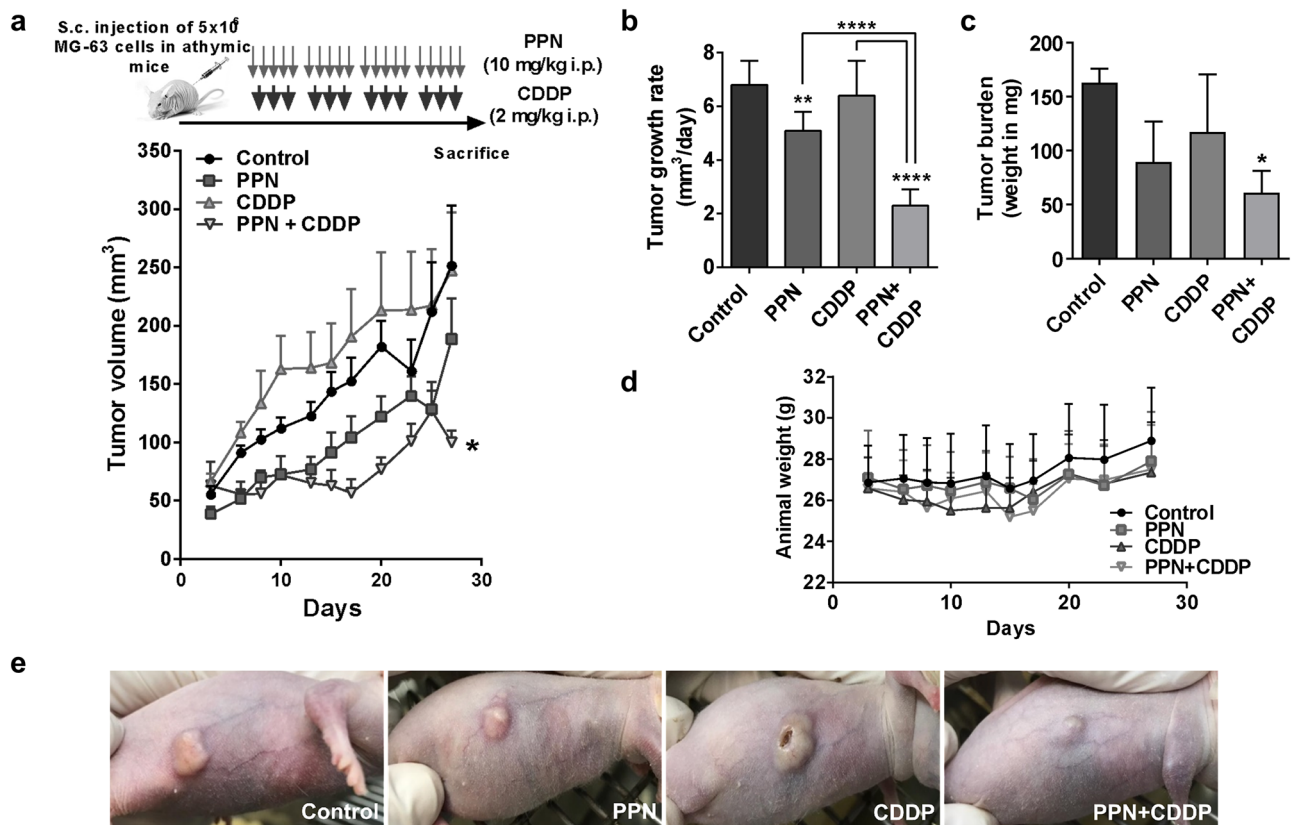 a
S.c. injection of 5x10⁶
MG-63 cells in athymic
mice
PPN
(10 mg/kg i.p.)
CDDP
(2 mg/kg i.p.)
Sacrifice
Control
PPN
CDDP
PPN + CDDP
Tumor volume (mm³)
350
300
250
200
150
100
50
0
*
0 10 20 30
Days
b
Tumor growth rate
(mm³/day)
8
6
4
2
0
****
**
****
Control
PPN
CDDP
PPN+
CDDP
c
Tumor burden
(weight in mg)
200
150
100
50
0
*
Control
PPN
CDDP
PPN+
CDDP
d
Animal weight (g)
32
30
28
26
24
22
Control
PPN
CDDP
PPN+CDDP
0 10 20 30
Days
e
Control
PPN
CDDP
PPN+CDDP